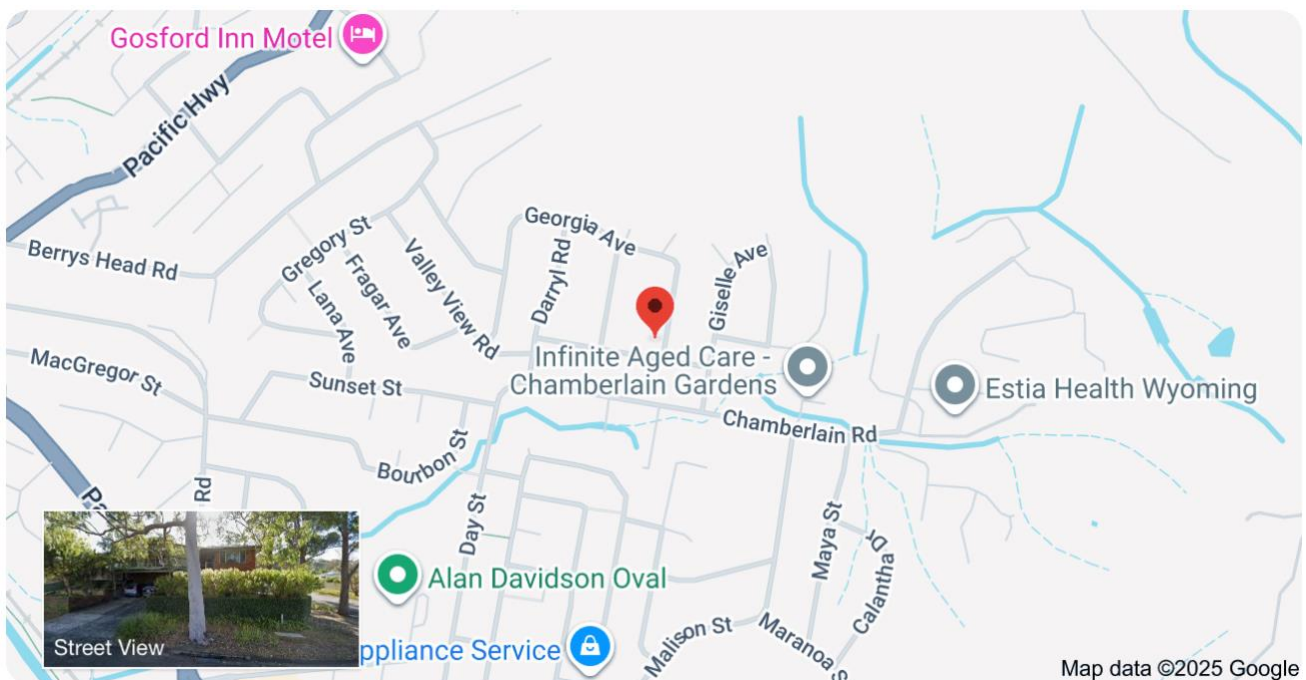 Gosford Inn Motel
Pacific Hwy
Georgia Ave
Berrys Head Rd
Gregory St
Fragar Ave
Lana Ave
Valley View Rd
Darryl Rd
Giselle Ave
MacGregor St
Sunset St
Infinite Aged Care -
Chamberlain Gardens
Estia Health Wyoming
Chamberlain Rd
Bourbon St
Rd
Day St
Maya St
Calantha Dr
Alan Davidson Oval
Malison St
Maranoa S
ppliance Service
Street View
Map data ©2025 Google